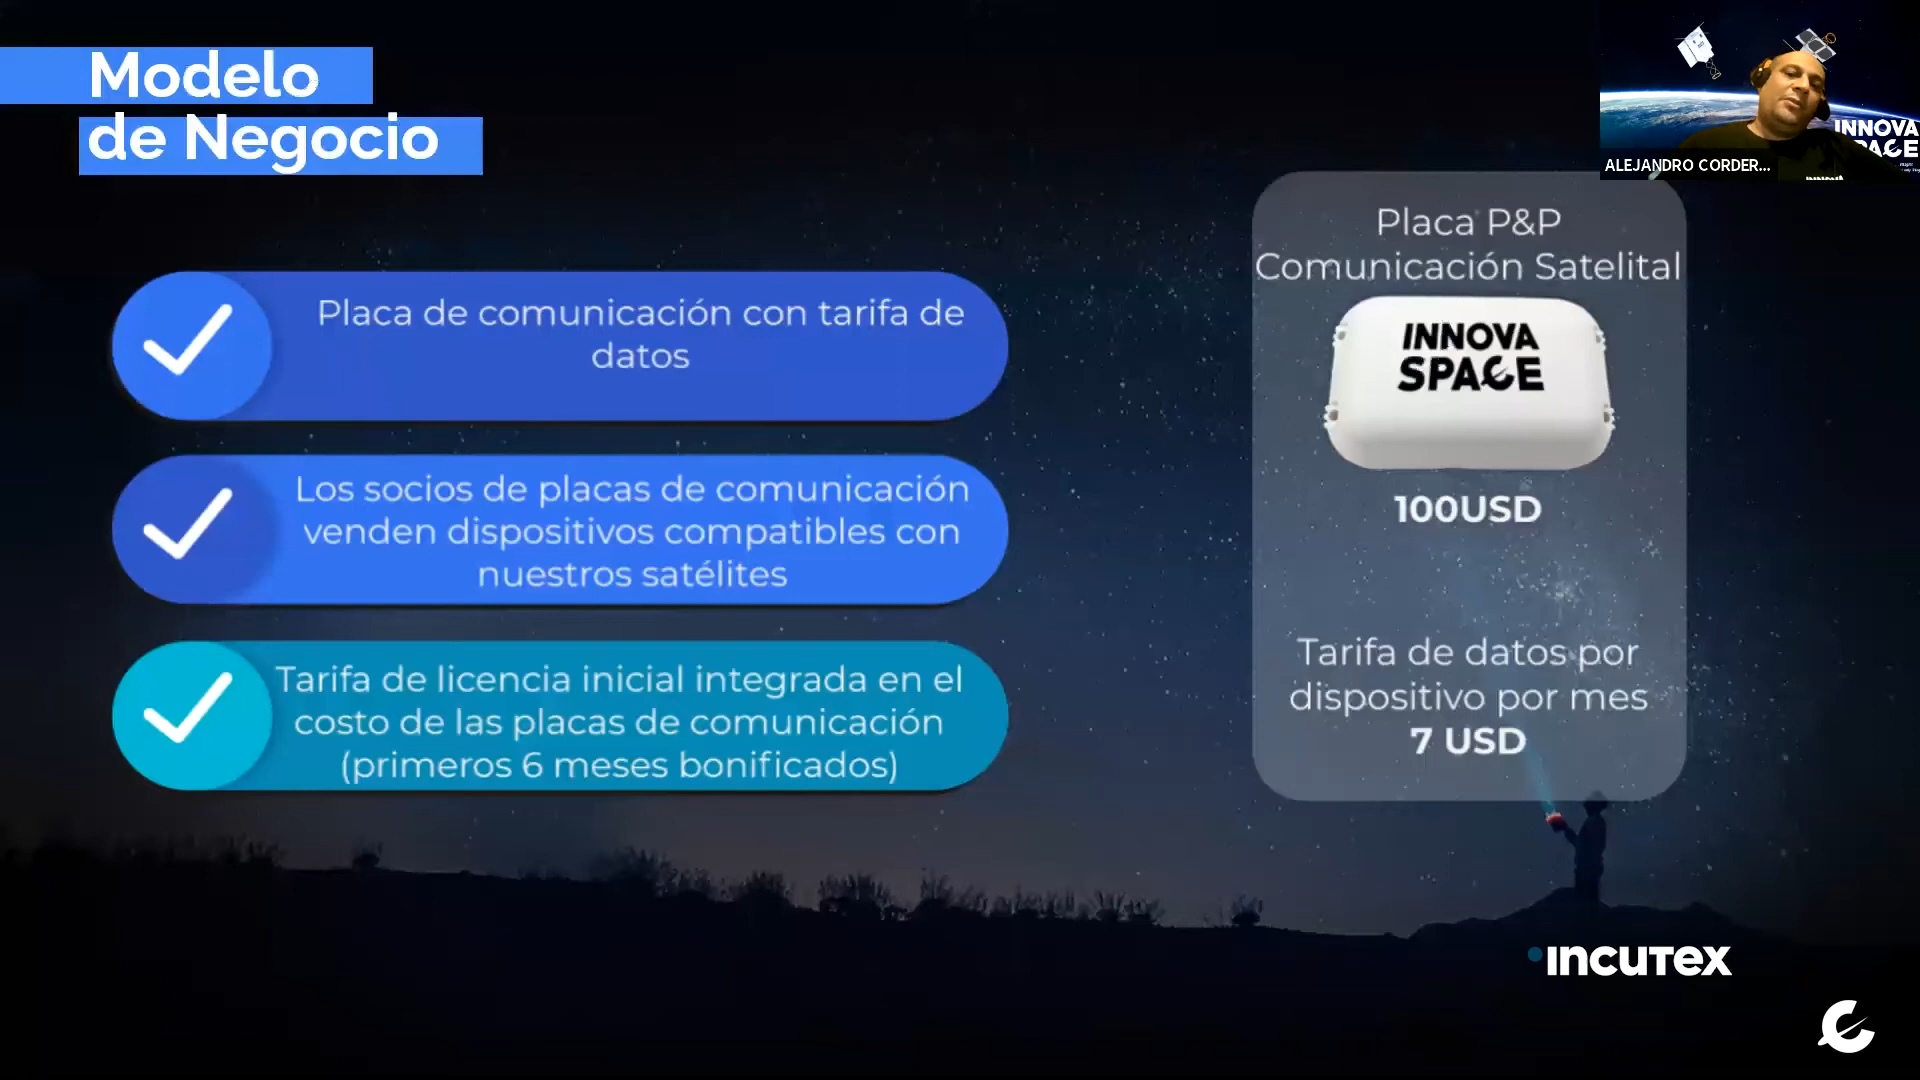 Modelo
de Negocio
Placa de comunicación con tarifa de
datos
Los socios de placas de comunicación
venden dispositivos compatibles con
nuestros satélites
Tarifa de licencia inicial integrada en el
costo de las placas de comunicación
(primeros 6 meses bonificados)
ALEJANDRO CORDER...
INNOVA
Placa P&P
Comunicación Satelital
INNOVA
SPACE
100USD
Tarifa de datos por
dispositivo por mes
7 USD
INCUTEX